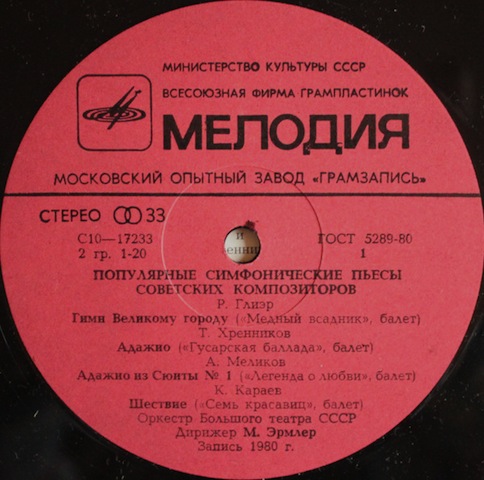 МИНИСТЕРСТВО КУЛЬТУРЫ СССР
ВСЕСОЮЗНАЯ ФИРМА ГРАМПЛАСТИНОК
МЕЛОДИЯ
МОСКОВСКИЙ ОПЫТНЫЙ ЗАВОД «ГРАМЗАПИСЬ»
СТЕРЕО 33
С10—17233 ГОСТ 5289-80
2 гр. 1-20 1
ПОПУЛЯРНЫЕ СИМФОНИЧЕСКИЕ ПЬЕСЫ
СОВЕТСКИХ КОМПОЗИТОРОВ
Р. Глиэр
Гимн Великому городу («Медный всадник», балет)
Т. Хренников
Адажио («Гусарская баллада», балет)
А. Меликов
Адажио из Сюиты № 1 («Легенда о любви», балет)
К. Караев
Шествие («Семь красавиц», балет)
Оркестр Большого театра СССР
Дирижер М. Эрмлер
Запись 1980 г.